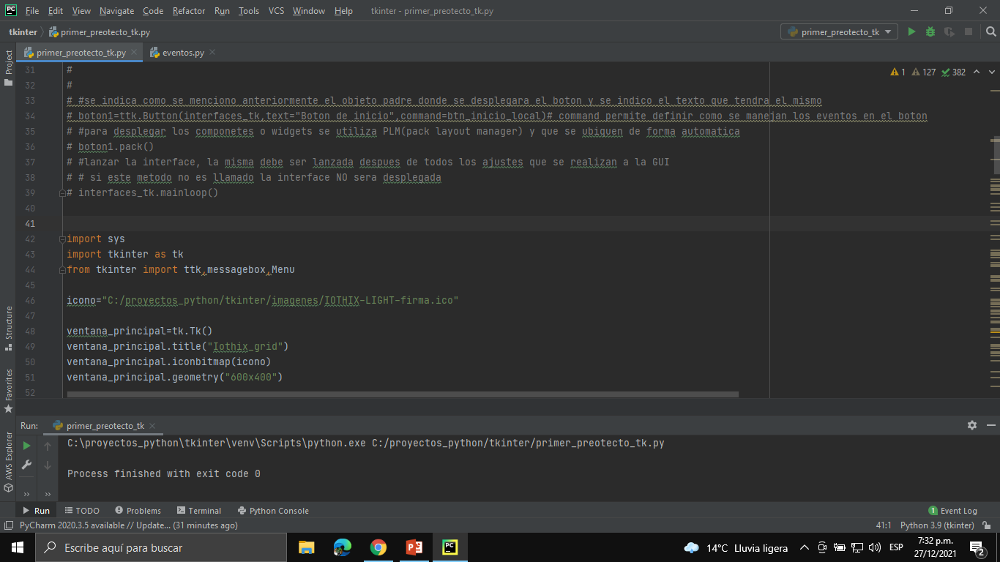 File Edit View Navigate Code Refactor Run Tools VCS Window Help tkinter - primer_preotecto_tk.py
tkinter primer_preotecto_tk.py primer_preotecto_tk
primer_preotecto_tk.py eventos.py
Project
Structure
Favorites
AWS Explorer
1 127 382
31 #
32 #
33 # #se indica como se menciono anteriormente el objeto padre donde se desplegara el boton y se indico el texto que tendra el mismo
34 # boton1=ttk.Button(interfaces_tk,text="Boton de inicio",command=btn_inicio_local)# command permite definir como se manejan los eventos en el boton
35 # #para desplegar los componetes o widgets se utiliza PLM(pack layout manager) y que se ubiquen de forma automatica
36 # boton1.pack()
37 # #lanzar la interface, la misma debe ser lanzada despues de todos los ajustes que se realizan a la GUI
38 # # si este metodo no es llamado la interface NO sera desplegada
39 # interfaces_tk.mainloop()
40
41
42 import sys
43 import tkinter as tk
44 from tkinter import ttk,messagebox,Menu
45
46 icono="C:/proyectos_python/tkinter/imagenes/IOTHIX-LIGHT-firma.ico"
47
48 ventana_principal=tk.Tk()
49 ventana_principal.title("Iothix_grid")
50 ventana_principal.iconbitmap(icono)
51 ventana_principal.geometry("600x400")
52
Run: primer_preotecto_tk
C:\proyectos_python\tkinter\venv\Scripts\python.exe C:/proyectos_python/tkinter/primer_preotecto_tk.py
Process finished with exit code 0
Run TODO Problems Terminal Python Console 1 Event Log
PyCharm 2020.3.5 available // Update... (31 minutes ago) 41:1 Python 3.9 (tkinter)
Escribe aquí para buscar 14°C Lluvia ligera ESP 7:32 p.m.
27/12/2021 2